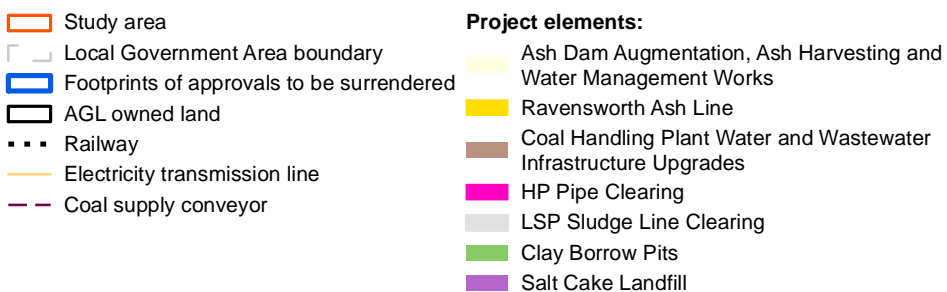 Study area
Local Government Area boundary
Footprints of approvals to be surrendered
AGL owned land
Railway
Electricity transmission line
Coal supply conveyor
Project elements:
Ash Dam Augmentation, Ash Harvesting and
Water Management Works
Ravensworth Ash Line
Coal Handling Plant Water and Wastewater
Infrastructure Upgrades
HP Pipe Clearing
LSP Sludge Line Clearing
Clay Borrow Pits
Salt Cake Landfill